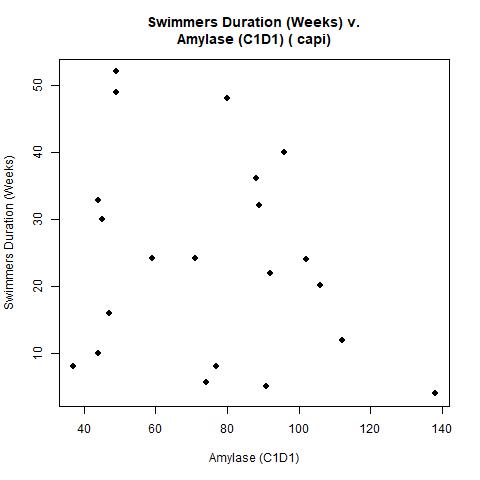 Swimmers Duration (Weeks) v.
Amylase (C1D1) ( capi)
Swimmers Duration (Weeks)
50
40
30
20
10
40
60
80
100
120
140
Amylase (C1D1)